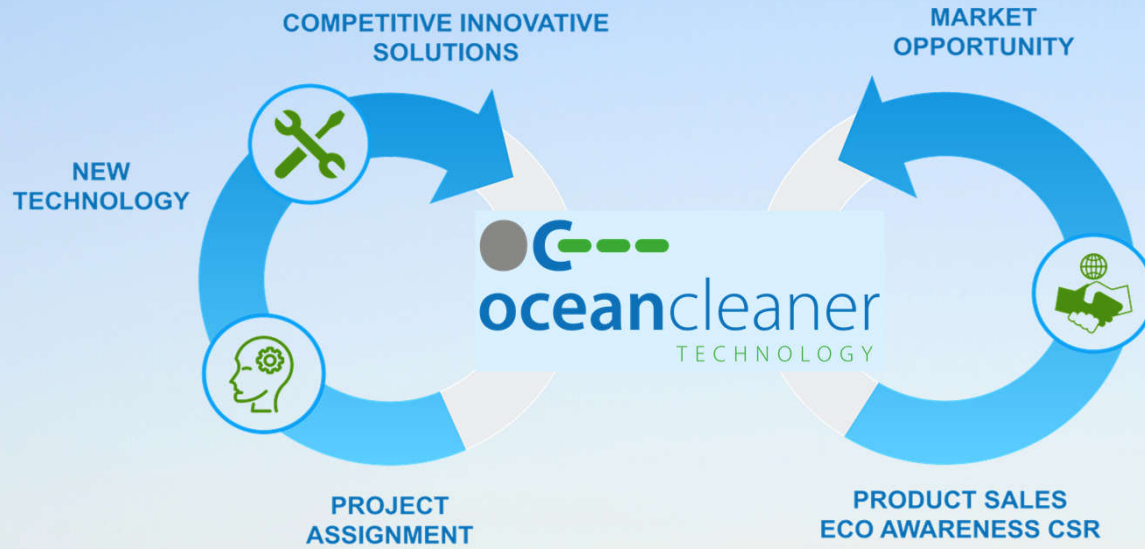 COMPETITIVE INNOVATIVE
SOLUTIONS
MARKET
OPPORTUNITY
NEW
TECHNOLOGY
OC
oceancleaner
TECHNOLOGY
PROJECT
ASSIGNMENT
PRODUCT SALES
ECO AWARENESS CSR